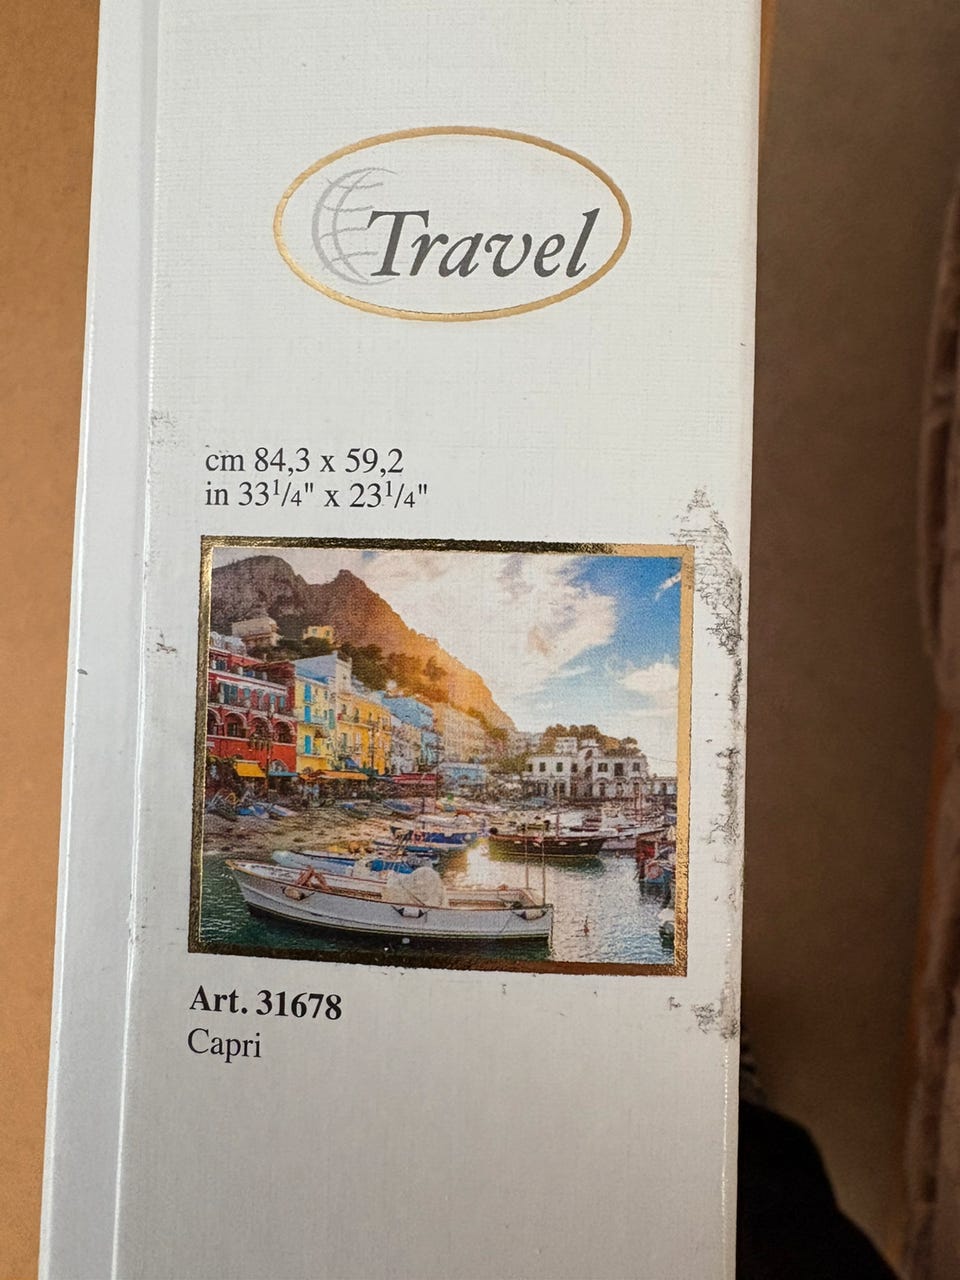 Travel
cm 84,3 x 59,2
in 33¹/₄" x 23¹/₄"
Art. 31678
Capri